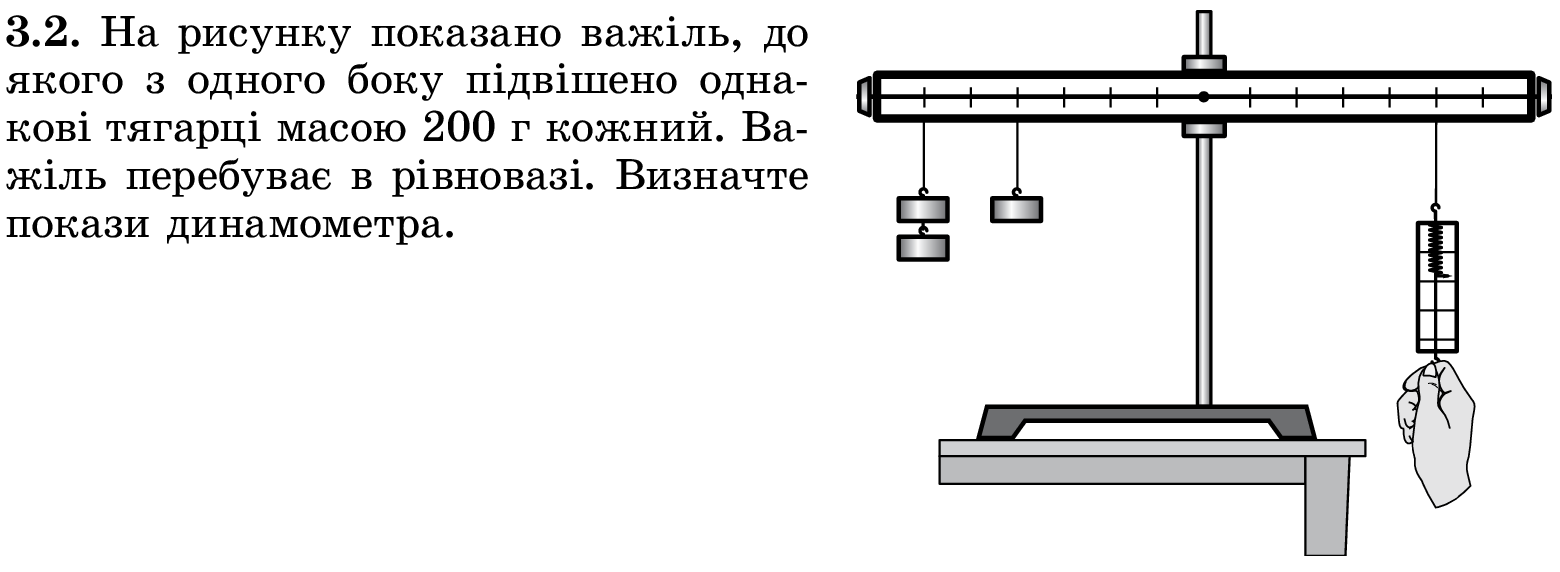 3.2. На рисунку показано важіль, до
якого з одного боку підвішено одна-
кові тягарці масою 200 г кожний. Ва-
жіль перебуває в рівновазі. Визначте
покази динамометра.